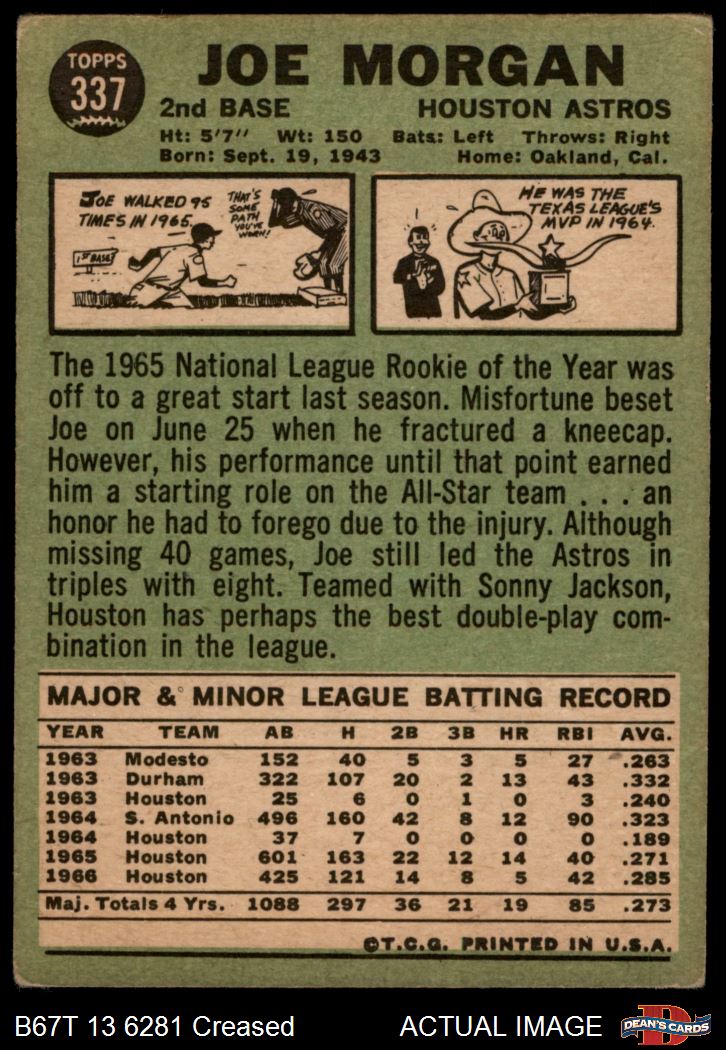 TOPPS
337
JOE MORGAN
2nd BASE HOUSTON ASTROS
Ht: 5'7" Wt: 150 Bats: Left Throws: Right
Born: Sept. 19, 1943 Home: Oakland, Cal.
JOE WALKED 95
TIMES IN 1965.
THAT'S
SOME
PATH
YOU'VE
WORN!
1ST BASE
HE WAS THE
TEXAS LEAGUE'S
MVP IN 1964.
The 1965 National League Rookie of the Year was
off to a great start last season. Misfortune beset
Joe on June 25 when he fractured a kneecap.
However, his performance until that point earned
him a starting role on the All-Star team . . . an
honor he had to forego due to the injury. Although
missing 40 games, Joe still led the Astros in
triples with eight. Teamed with Sonny Jackson,
Houston has perhaps the best double-play com-
bination in the league.
MAJOR & MINOR LEAGUE BATTING RECORD
YEAR TEAM AB H 2B 3B HR RBI AVG.
1963 Modesto 152 40 5 3 5 27 .263
1963 Durham 322 107 20 2 13 43 .332
1963 Houston 25 6 0 1 0 3 .240
1964 S. Antonio 496 160 42 8 12 90 .323
1964 Houston 37 7 0 0 0 0 .189
1965 Houston 601 163 22 12 14 40 .271
1966 Houston 425 121 14 8 5 42 .285
Maj. Totals 4 Yrs. 1088 297 36 21 19 85 .273
©T.C.G. PRINTED IN U.S.A.
B67T 13 6281 Creased ACTUAL IMAGE
DEAN'S CARDS